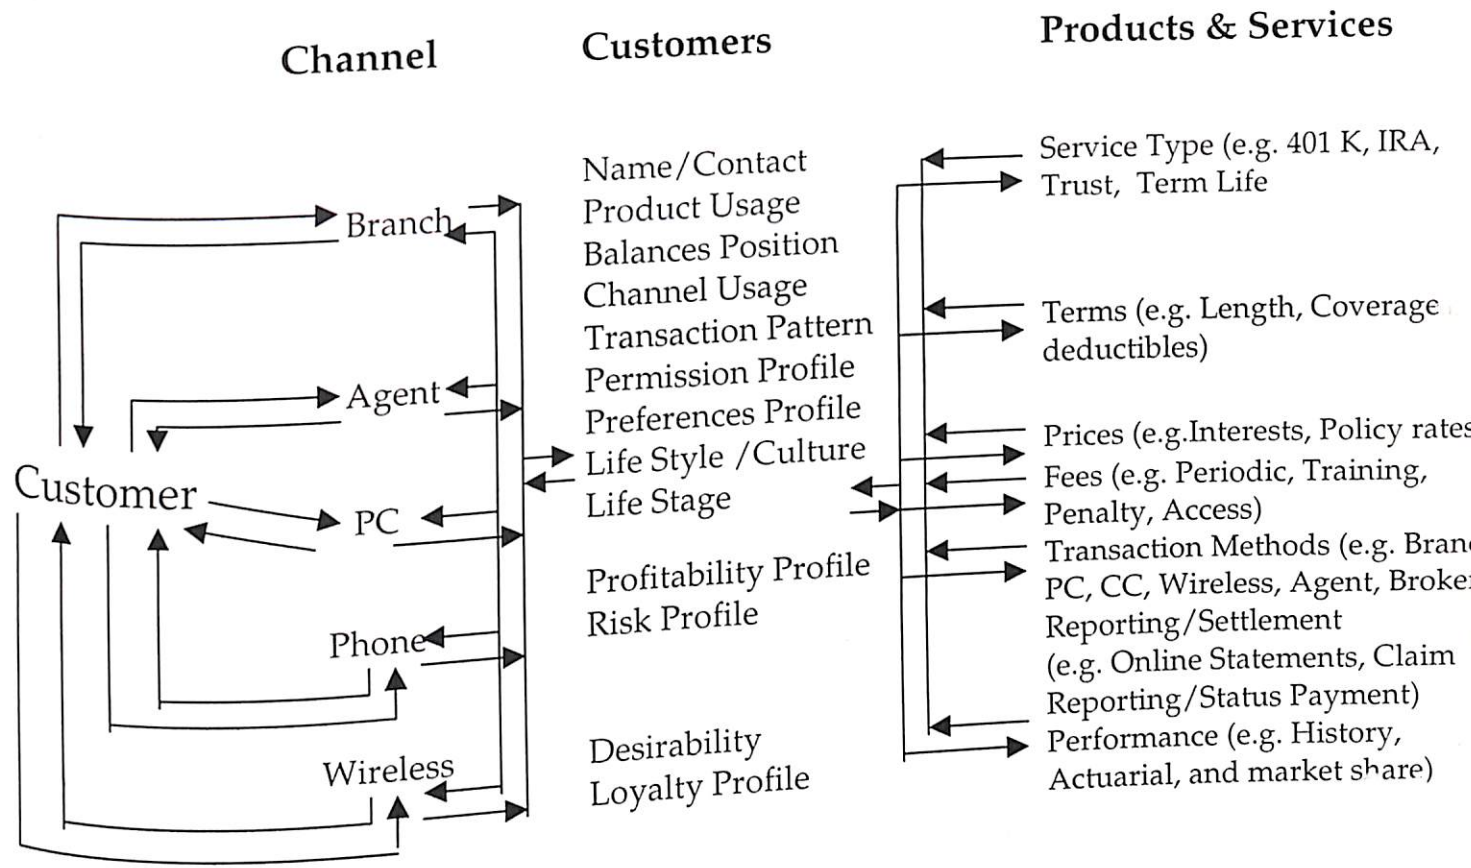 Channel
Customers
Products & Services
Branch
Agent
Customer
PC
Phone
Wireless
Name/Contact
Product Usage
Balances Position
Channel Usage
Transaction Pattern
Permission Profile
Preferences Profile
Life Style /Culture
Life Stage
Profitability Profile
Risk Profile
Desirability
Loyalty Profile
Service Type (e.g. 401 K, IRA,
Trust, Term Life
Terms (e.g. Length, Coverage
deductibles)
Prices (e.g.Interests, Policy rates
Fees (e.g. Periodic, Training,
Penalty, Access)
Transaction Methods (e.g.
PC, CC, Wireless, Agent, Broker
Reporting/Settlement
(e.g. Online Statements, Claim
Reporting/Status Payment)
Performance (e.g. History,
Actuarial, and market share)